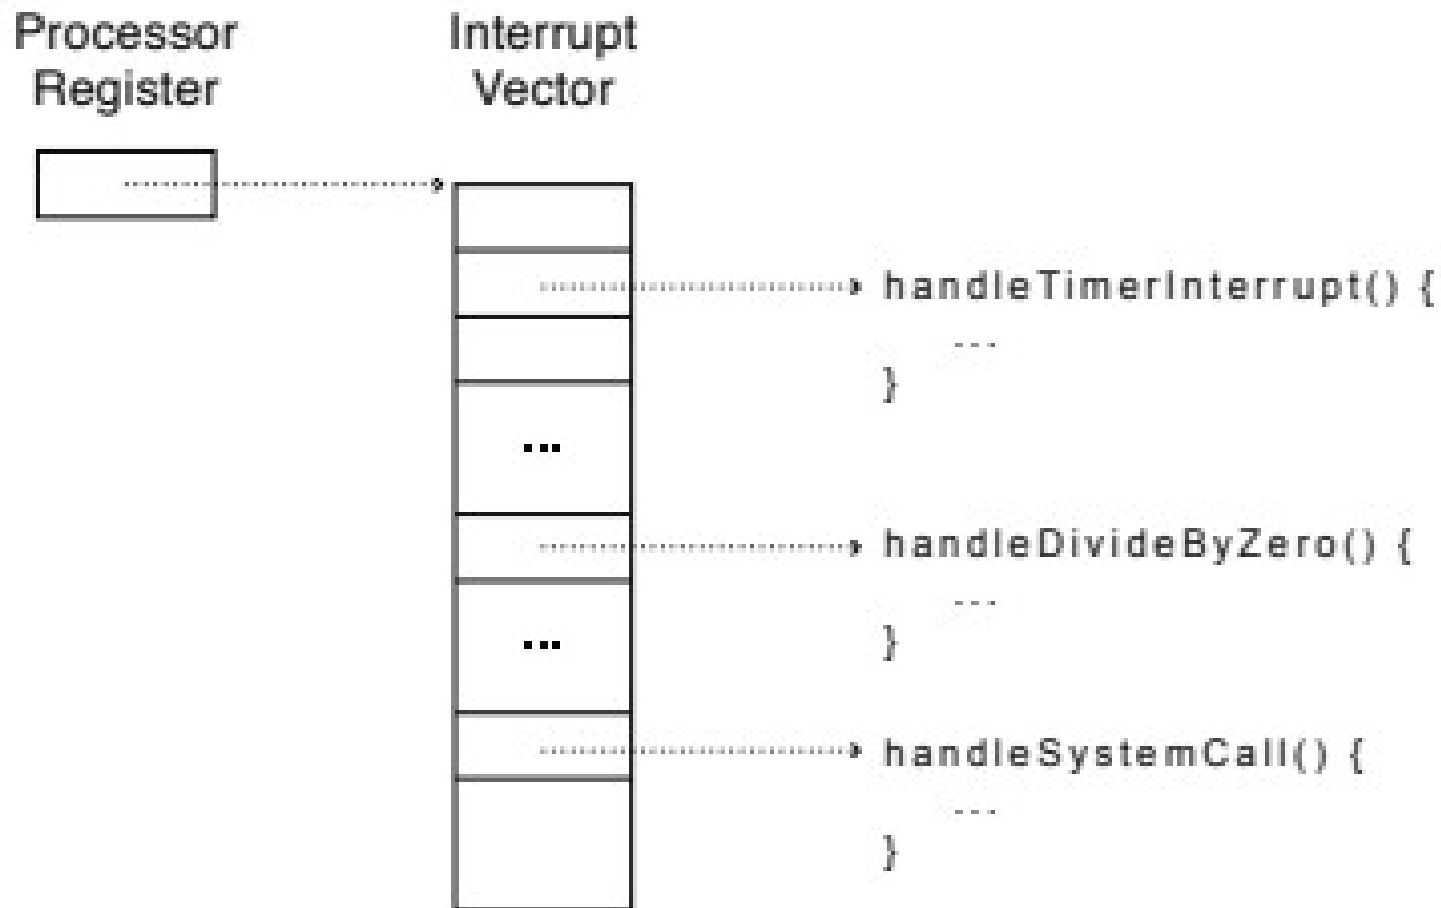 Processor
Register
Interrupt
Vector
handleTimerInterrupt() {
...
}
...
handleDivideByZero() {
...
}
...
handleSystemCall() {
...
}